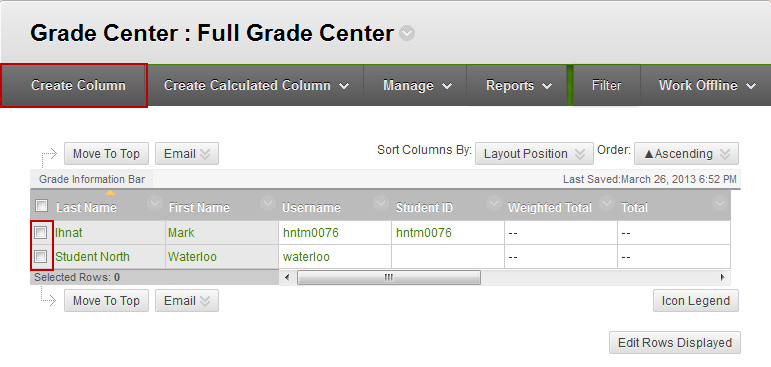 Grade Center : Full Grade Center
Create Column Create Calculated Column Manage Reports Filter Work Offline
Move To Top Email Sort Columns By: Layout Position Order: ▲Ascending
Grade Information Bar Last Saved:March 26, 2013 6:52 PM
Last Name First Name Username Student ID Weighted Total Total
Ihnat Mark hntm0076 hntm0076 -- --
Student North Waterloo waterloo -- --
Selected Rows: 0
Move To Top Email Icon Legend
Edit Rows Displayed